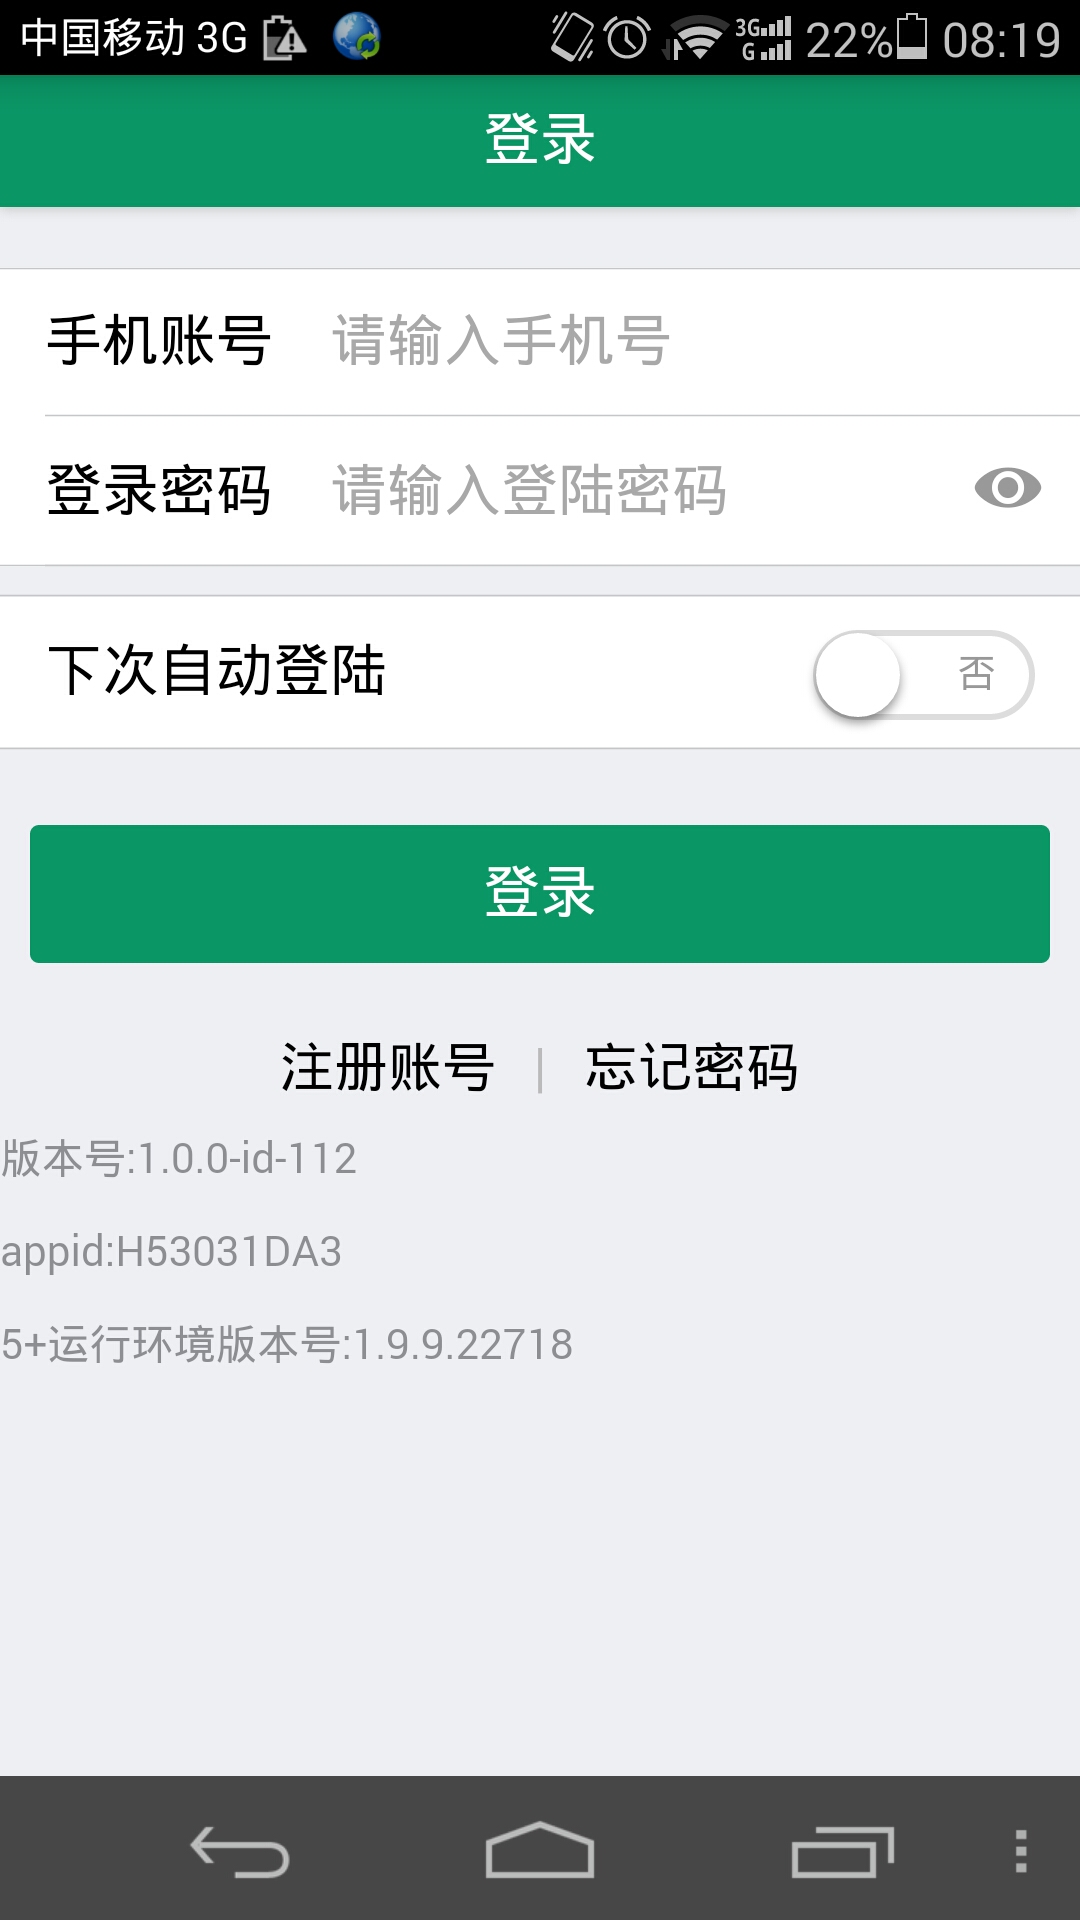 中国移动 3G 3G G 22% 08:19
登录
手机账号 请输入手机号
登录密码 请输入登陆密码
下次自动登陆 否
登录
注册账号 | 忘记密码
版本号:1.0.0-id-112
appid:H53031DA3
5+运行环境版本号:1.9.9.22718